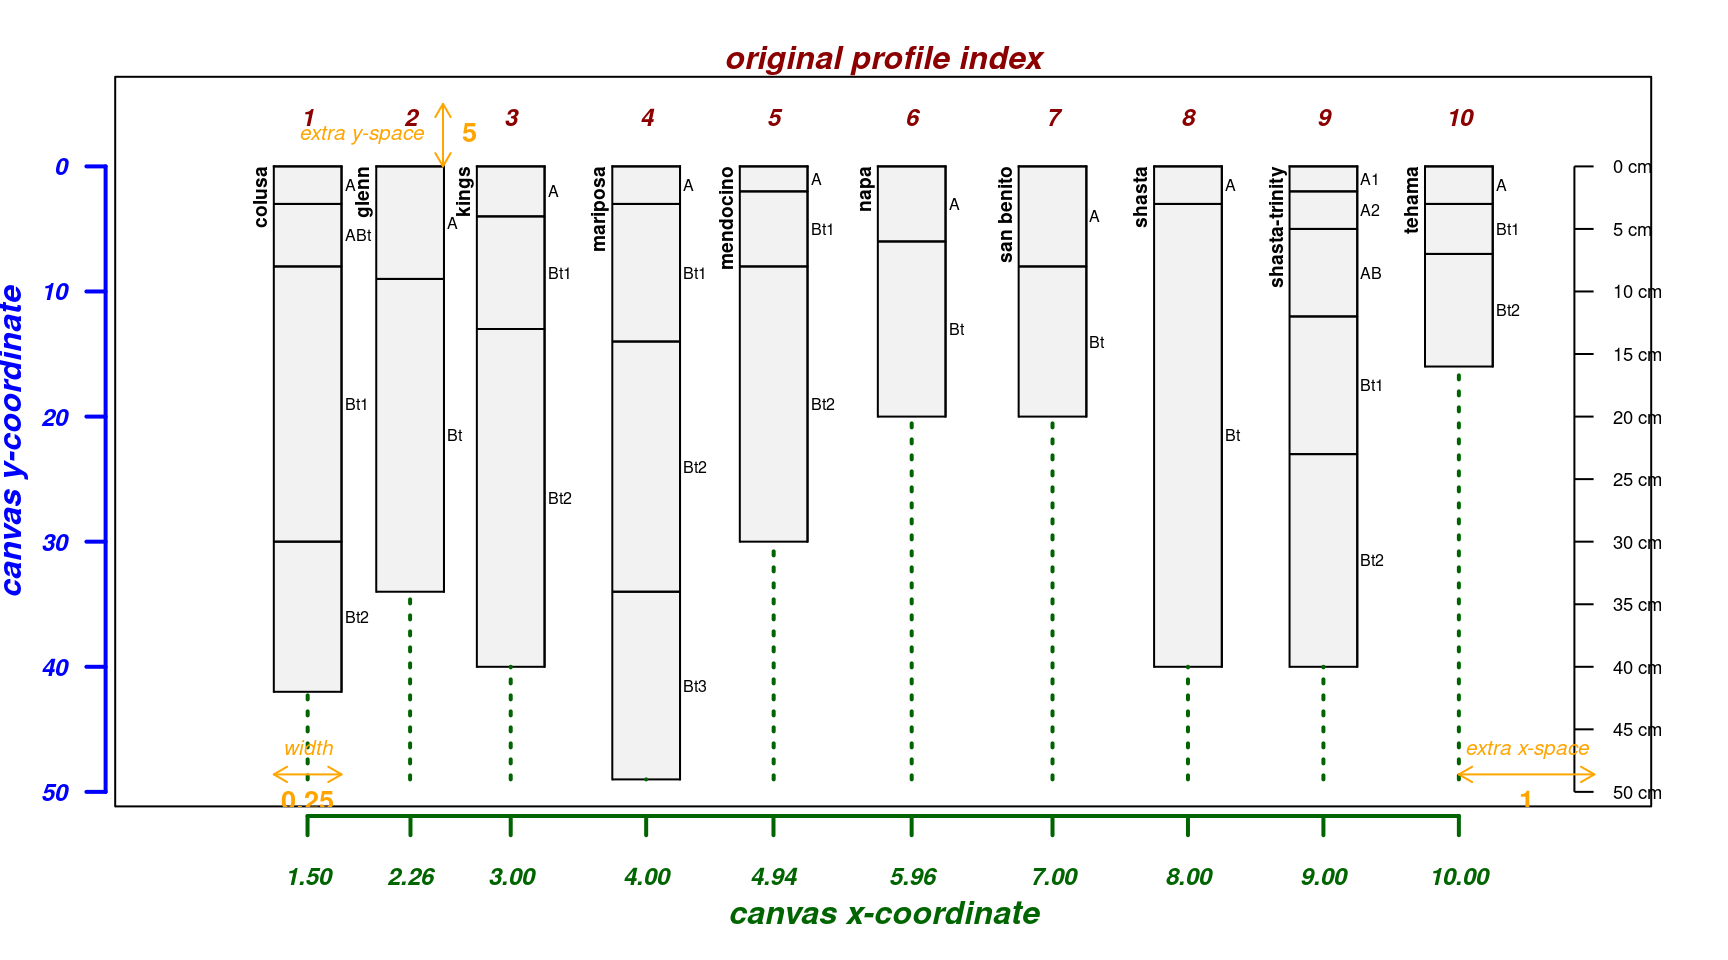 original profile index
1 2 3 4 5 6 7 8 9 10
extra y-space 5
canvas y-coordinate
0
10
20
30
40
50
colusa
A
ABt
Bt1
Bt2
glenn
A
Bt
kings
A
Bt1
Bt2
mariposa
A
Bt1
Bt2
Bt3
mendocino
A
Bt1
Bt2
napa
A
Bt
san benito
A
Bt
shasta
A
Bt
shasta-trinity
A1
A2
AB
Bt1
Bt2
tehama
A
Bt1
Bt2
0 cm
5 cm
10 cm
15 cm
20 cm
25 cm
30 cm
35 cm
40 cm
45 cm
50 cm
width
0.25
extra x-space
1
1.50 2.26 3.00 4.00 4.94 5.96 7.00 8.00 9.00 10.00
canvas x-coordinate